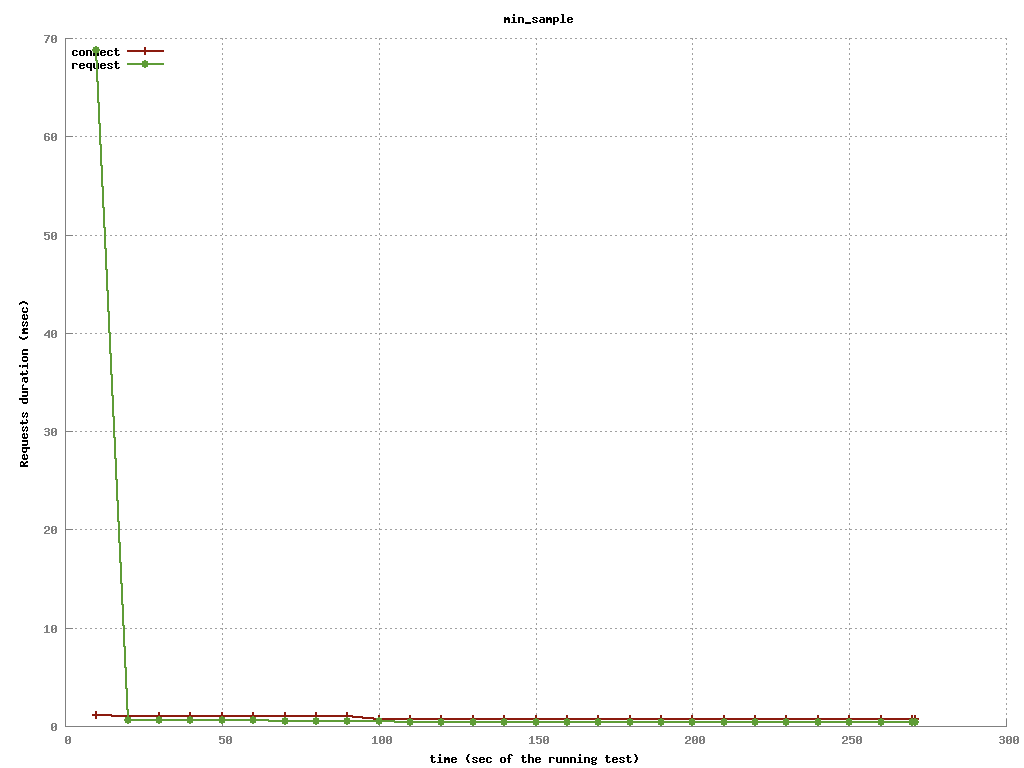 min_sample
connect
request
70
60
50
40
30
20
10
0
Requests duration (msec)
0 50 100 150 200 250 300
time (sec of the running test)